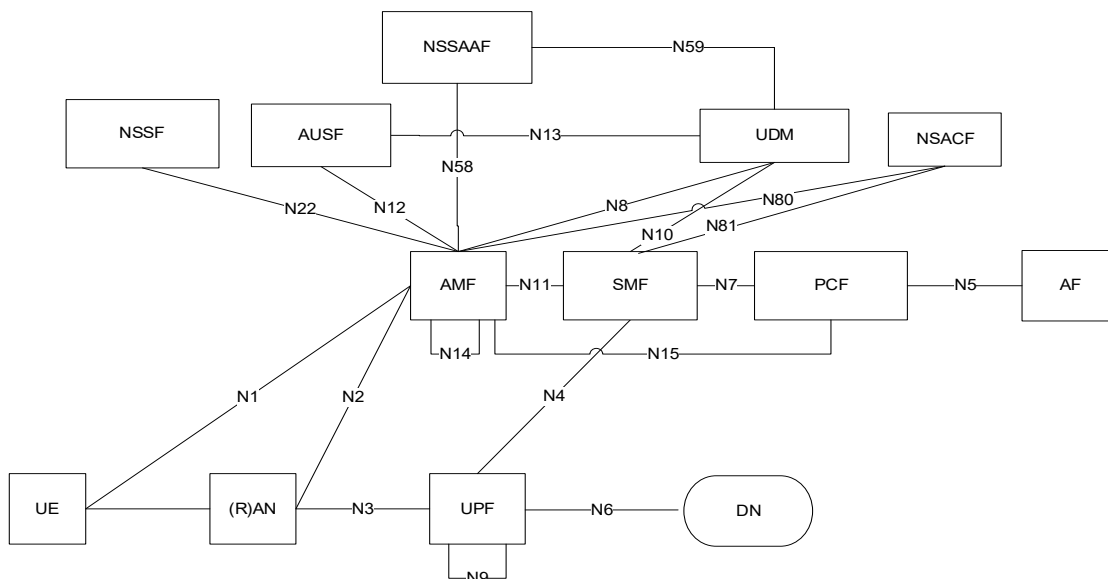 NSSAAF
N59
NSSF
AUSF
N13
UDM
NSACF
N58
N22
N12
N8
N80
N10
N81
AMF
N11
SMF
N7
PCF
N5
AF
N14
N15
N1
N2
N4
UE
(R)AN
N3
UPF
N6
DN
N9